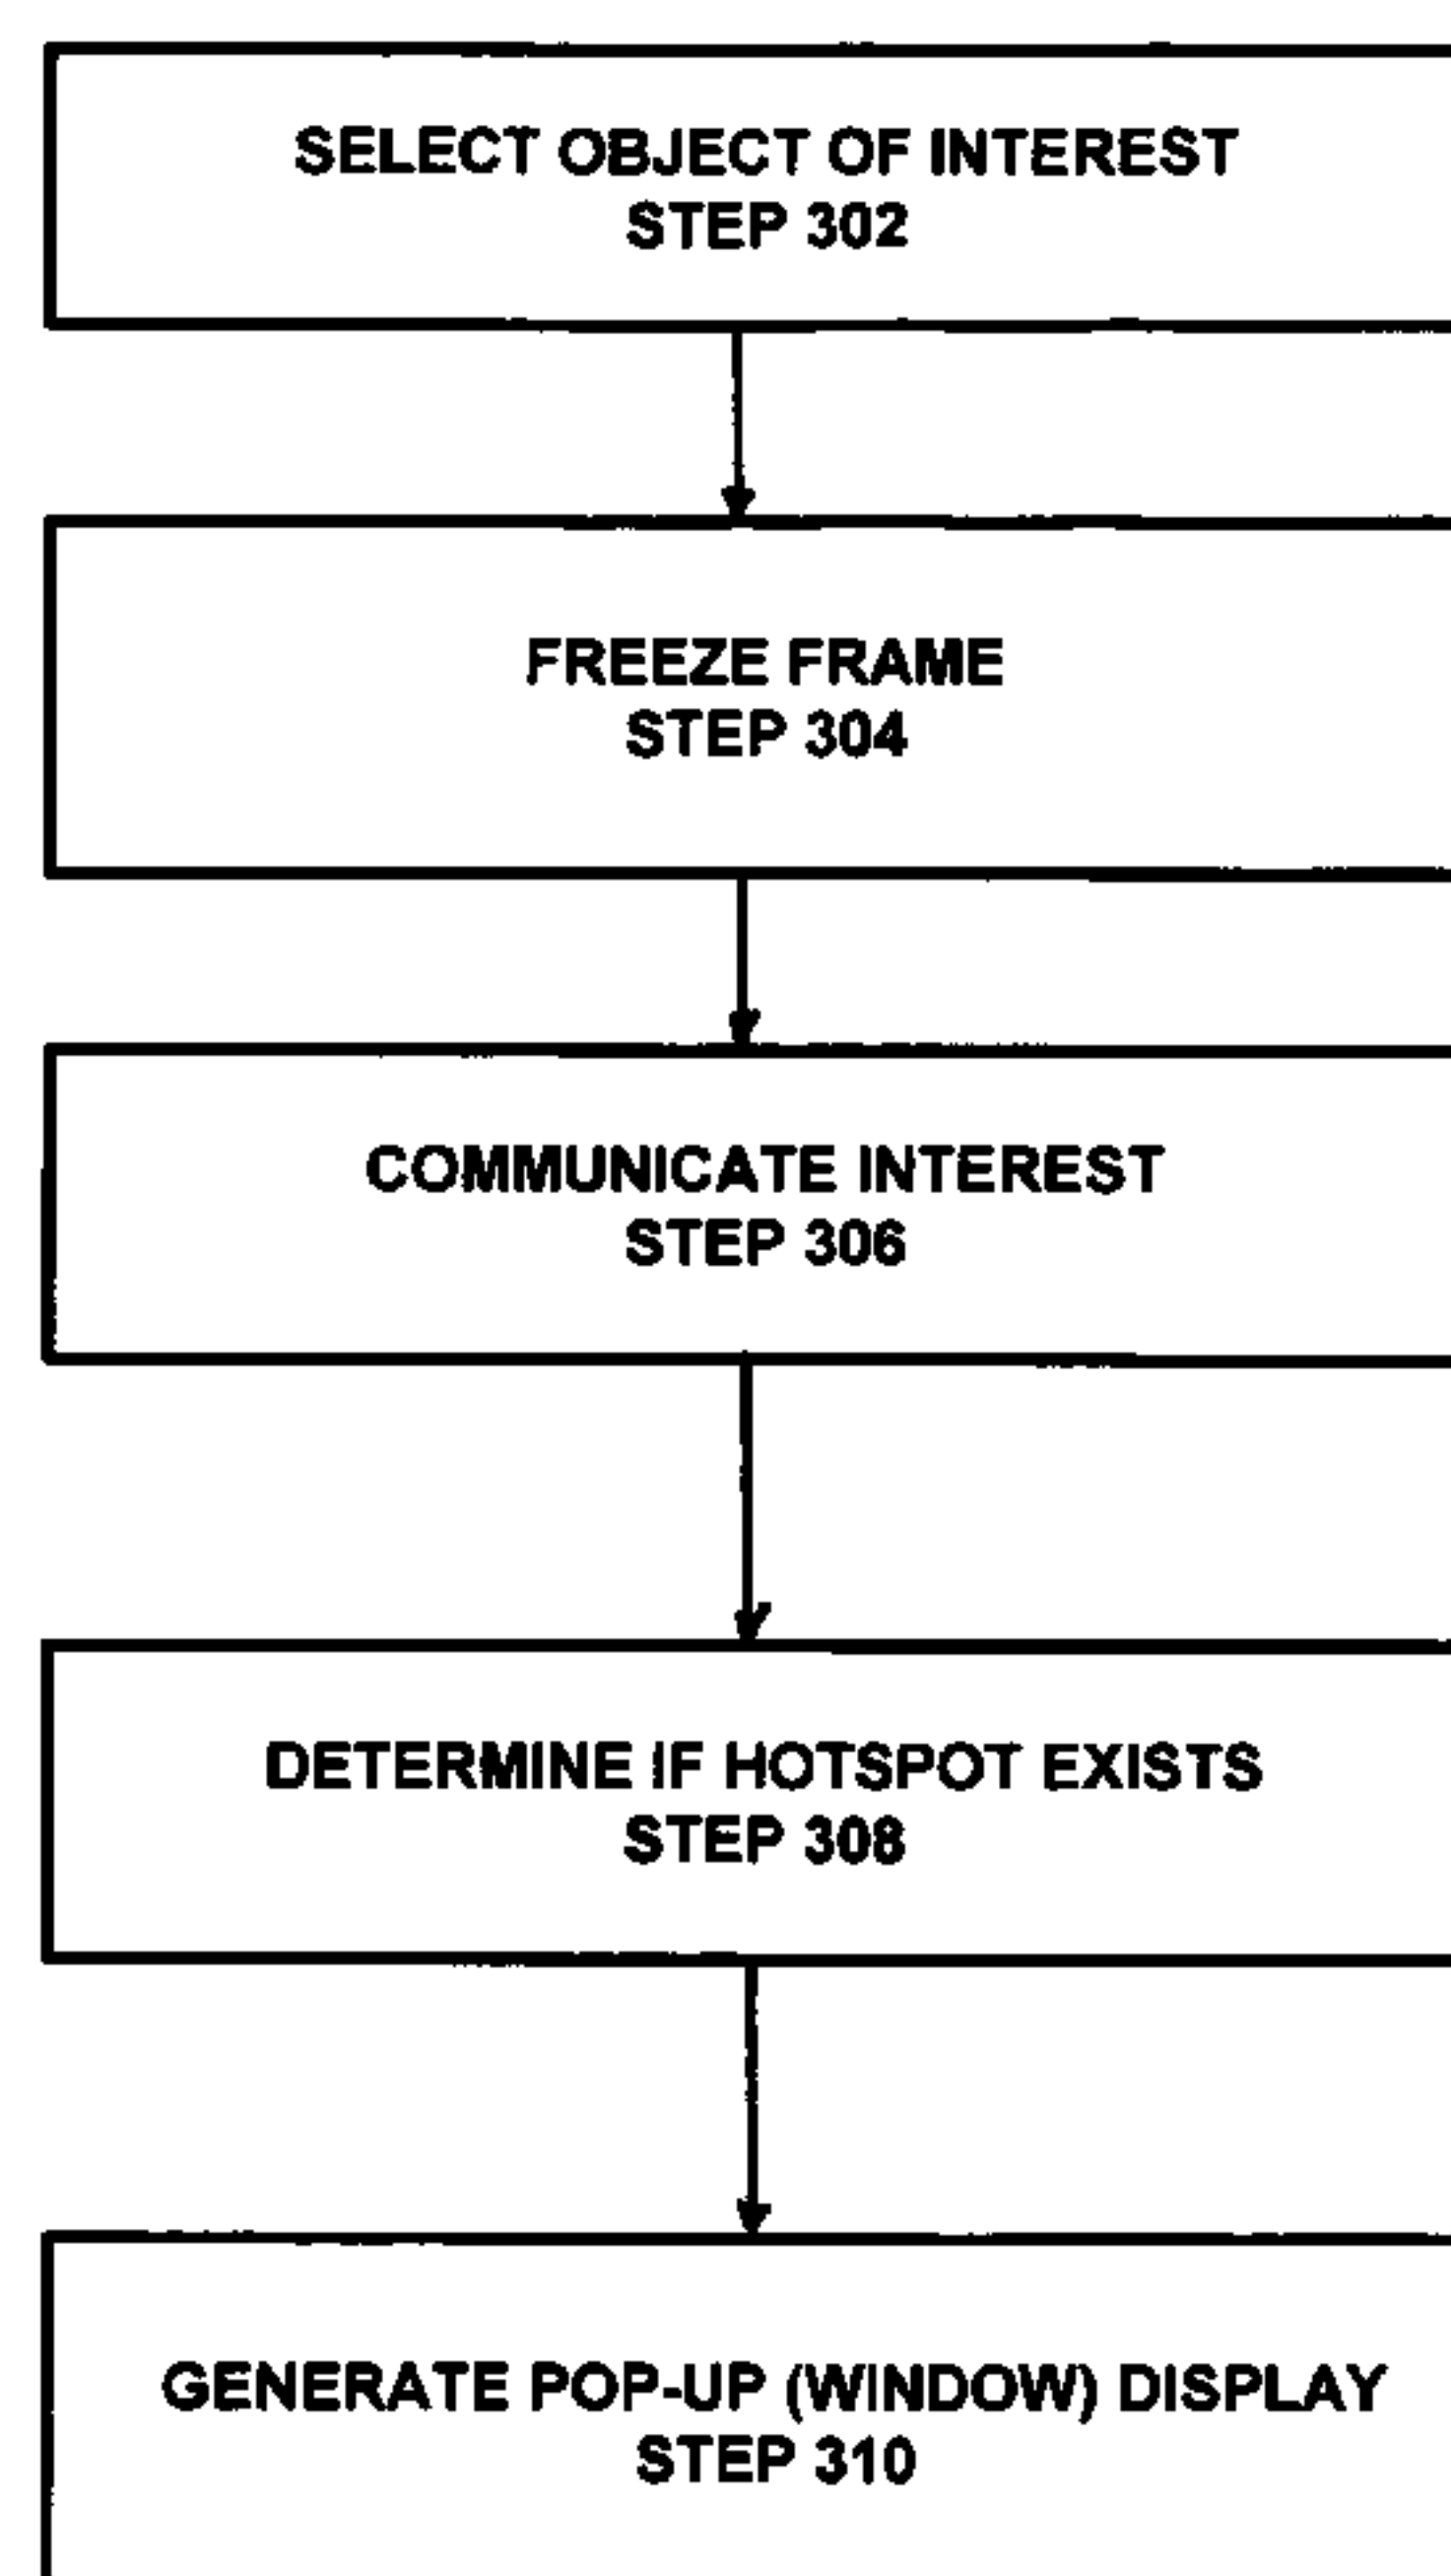 SELECT OBJECT OF INTEREST
STEP 302
FREEZE FRAME
STEP 304
COMMUNICATE INTEREST
STEP 306
DETERMINE IF HOTSPOT EXISTS
STEP 308
GENERATE POP-UP (WINDOW) DISPLAY
STEP 310